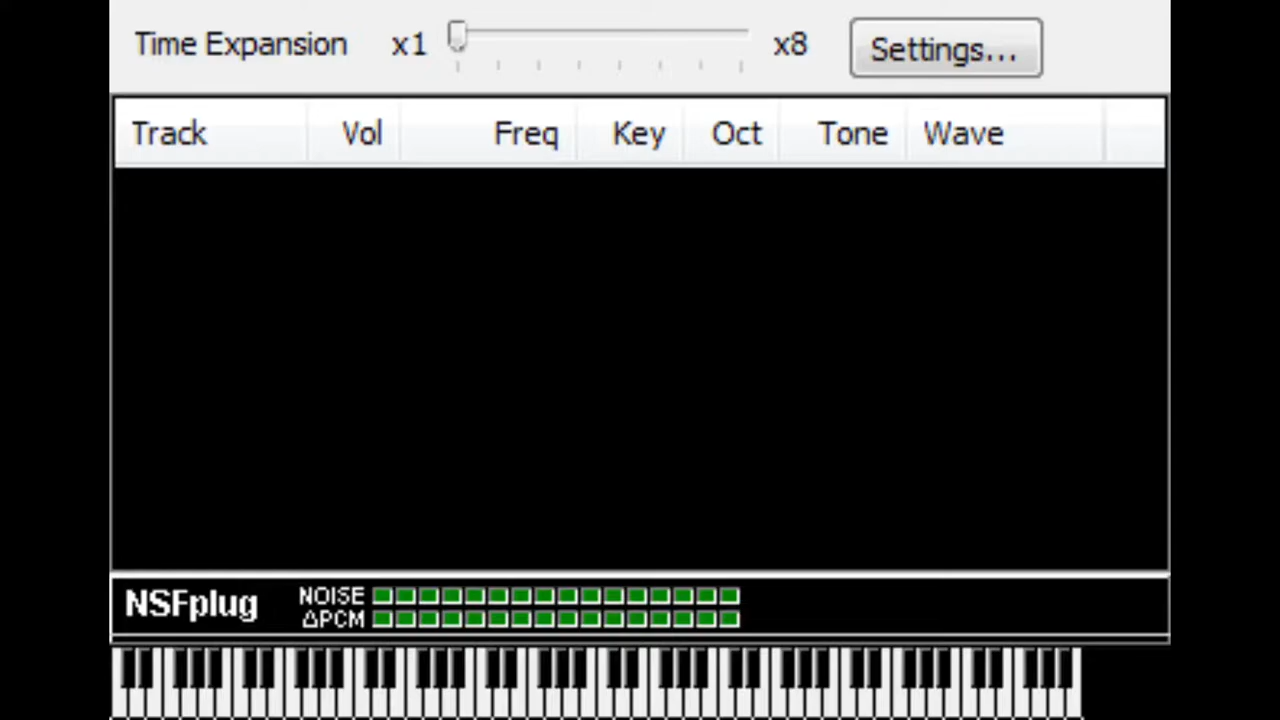 Time Expansion x1 x8 Settings...
Track Vol Freq Key Oct Tone Wave
NSFplug NOISE
ΔPCM